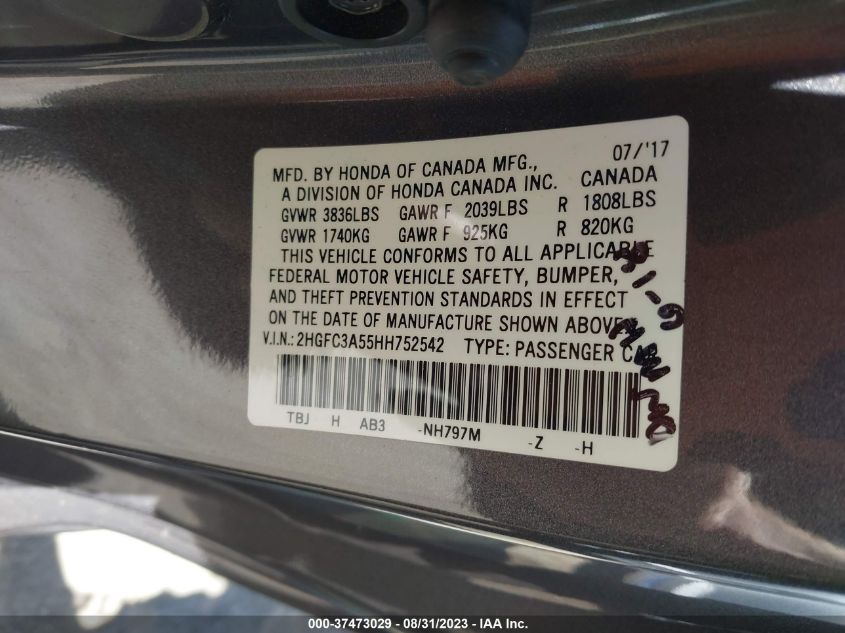 07/'17
MFD. BY HONDA OF CANADA MFG.,
A DIVISION OF HONDA CANADA INC. CANADA
GVWR 3836LBS GAWR F 2039LBS R 1808LBS
GVWR 1740KG GAWR F 925KG R 820KG
THIS VEHICLE CONFORMS TO ALL APPLICABLE
FEDERAL MOTOR VEHICLE SAFETY, BUMPER,
AND THEFT PREVENTION STANDARDS IN EFFECT
ON THE DATE OF MANUFACTURE SHOWN ABOVE.
V.I.N.: 2HGFC3A55HH752542 TYPE: PASSENGER CAR
TBJ H AB3 -NH797M -Z -H
000-37473029 - 08/31/2023 - IAA Inc.